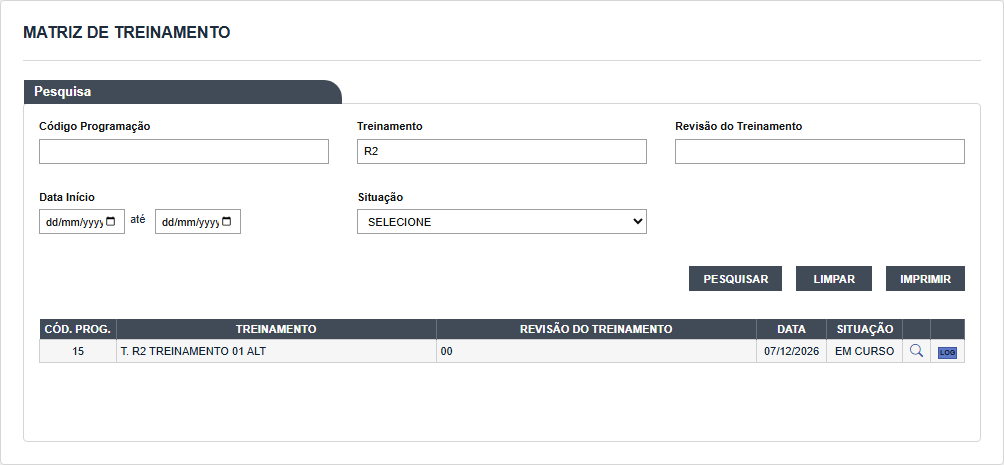 MATRIZ DE TREINAMENTO
Pesquisa
Código Programação Treinamento Revisão do Treinamento
R2
Data Início Situação
dd/mm/yyyy até dd/mm/yyyy SELECIONE
PESQUISAR LIMPAR IMPRIMIR
CÓD. PROG. TREINAMENTO REVISÃO DO TREINAMENTO DATA SITUAÇÃO
15 T. R2 TREINAMENTO 01 ALT 00 07/12/2026 EM CURSO LOG